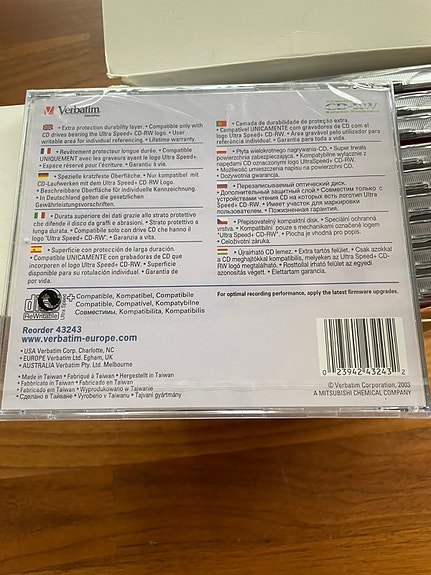 Verbatim.
CD-RW
• Extra protection durability layer. • Compatible only with
CD drives bearing the Ultra Speed+ CD-RW logo. • User
writable area for individual referencing. • Lifetime warranty.
• Revêtement protecteur longue durée. • Compatible
UNIQUEMENT avec les graveurs ayant le logo Ultra Speed+.
• Espace réservé pour l'écriture. • Garantie à vie.
• Spezielle kratzfeste Oberfläche. • Nur kompatibel mit
CD-Laufwerken mit dem Ultra Speed+ CD-RW Logo.
• Beschreibbare Oberfläche für individuelle Kennzeichnung.
• In Deutschland gelten die gesetzlichen
Gewährleistungsvorschriften.
• Durata superiore dei dati grazie allo strato protettivo
che difende il disco da graffi e abrasioni. • Strato protettivo a
lunga durata. • Compatibile solo con drive CD che hanno il
logo "Ultra Speed+ CD-RW". • Garanzia a vita.
• Superficie con protección de larga duración.
• Compatible UNICAMENTE con grabadoras de CD que
incorporen el logo Ultra Speed+ CD-RW. • Superficie
disponible para su rotulación individual. • Garantia de
por vida.
• Camada de durabilidade de proteção extra.
• Compatível UNICAMENTE com gravadores de CD com el
logo Ultra Speed+ CD-RW. • Área gravável pelo utilizador para
referência individual. • Garantia para toda a vida.
• Płyta wielokrotnego nagrywania-CD. • Super trwała
powierzchnia zabezpieczająca. • Kompatybilne wyłącznie z
napędami CD oznaczonymi logo UltraSpeed+ CD-RW.
• Możliwość umieszczenia napisu na powierzchni CD.
• Dożywotnia gwarancja.
• Перезаписываемый оптический диск.
• Дополнительный защитный слой. • Совместим только с
устройствами чтения CD на которых есть логотип Ultra
Speed+ CD-RW. • Имеет участок для маркировки
пользователем. • Пожизненная гарантия.
• Přepisovatelný kompaktní disk. • Speciální ochranná
vrstva. • Kompatibilní pouze s mechanikami označené logem
"Ultra Speed+ CD-RW". • Plocha je vhodná pro popis.
• Celoživotní záruka.
• Újraírható CD lemez. • Extra tartós felület. • Csak azokkal
a CD meghajtókkal kompatibilis, melyeken az Ultra Speed+ CD-
RW logó megtalálható. • Rosttollal írható felület az egyedi
azonosítás végett. • Élettartam garancia.
disc
ReWritable
Ultra Speed+
Compatible, Kompatibel, Compatibile
Compatible, Compatível, Kompatybilne
Совместимы, Kompatibilita, Kompatibilis
For optimal recording performance, apply the latest firmware upgrades.
Reorder 43243
www.verbatim-europe.com
• USA Verbatim Corp. Charlotte, NC
• EUROPE Verbatim Ltd. Egham, UK
• AUSTRALIA Verbatim Pty. Ltd. Melbourne
• Made in Taiwan • Fabriqué à Taiwan • Hergestellt in Taiwan
• Fabbricato in Taiwan • Fabricado en Taiwan
• Fabricado em Taiwan • Wyprodukowano w Taiwan
• Сделано в Тайване • Vyrobeno v Taiwanu • Tajvani gyártmány
0 23942 43243 2
© Verbatim Corporation, 2003
A MITSUBISHI CHEMICAL COMPANY